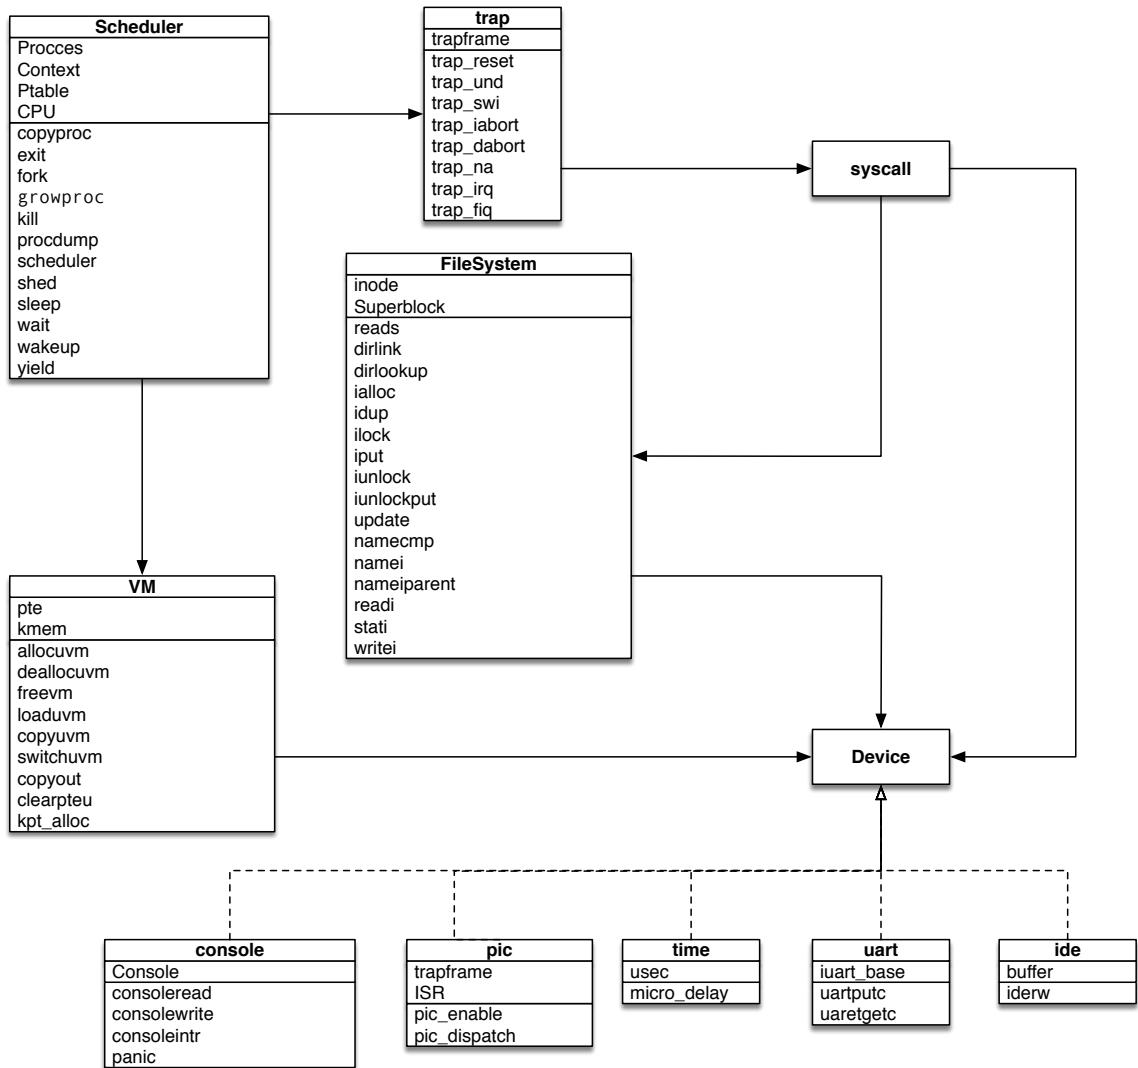 Scheduler
Procces
Context
Ptable
CPU
copyproc
exit
fork
growproc
kill
procdump
scheduler
shed
sleep
wait
wakeup
yield
trap
trapframe
trap_reset
trap_und
trap_swi
trap_iabort
trap_dabort
trap_na
trap_irq
trap_fiq
syscall
FileSystem
inode
Superblock
reads
dirlink
dirlookup
ialloc
idup
ilock
iput
iunlock
iunlockput
update
namecmp
namei
nameiparent
readi
stati
writei
VM
pte
kmem
allocuvm
deallocuvm
freevm
loaduvm
copyuvm
switchuvm
copyout
clearpteu
kpt_alloc
Device
console
Console
consoleread
consolewrite
consoleintr
panic
pic
trapframe
ISR
pic_enable
pic_dispatch
time
usec
micro_delay
uart
iuart_base
uartputc
uaretgetc
ide
buffer
iderw